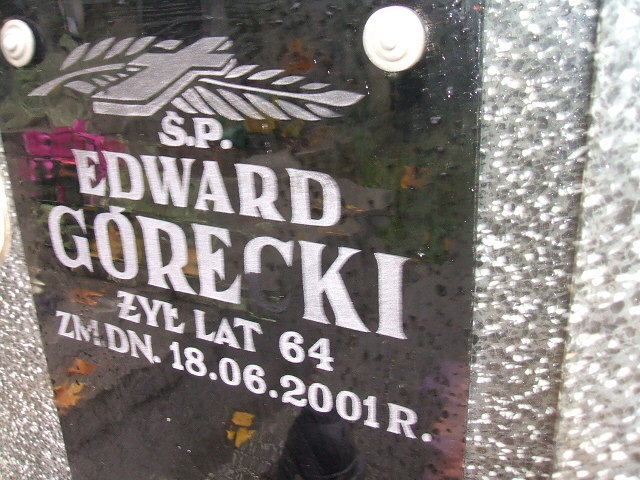 Ś.P.
EDWARD
GÓRECKI
ŻYŁ LAT 64
ZM. DN. 18.06.2001 R.